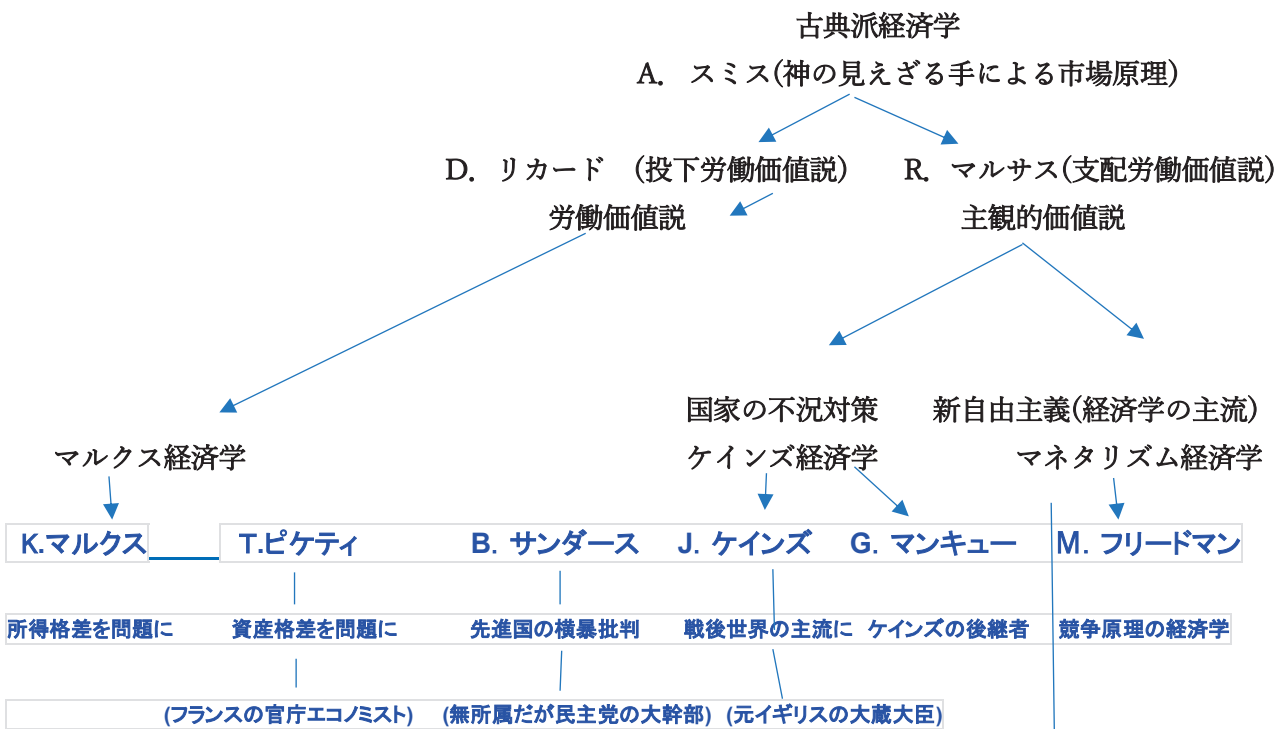 古典派経済学
A. スミス(神の見えざる手による市場原理)
D. リカード (投下労働価値説) R. マルサス(支配労働価値説)
労働価値説 主観的価値説
国家の不況対策 新自由主義(経済学の主流)
マルクス経済学 ケインズ経済学 マネタリズム経済学
K.マルクス T.ピケティ B. サンダース J. ケインズ G. マンキュー M. フリードマン
所得格差を問題に 資産格差を問題に 先進国の横暴批判 戦後世界の主流に ケインズの後継者 競争原理の経済学
(フランスの官庁エコノミスト) (無所属だが民主党の大幹部) (元イギリスの大蔵大臣)